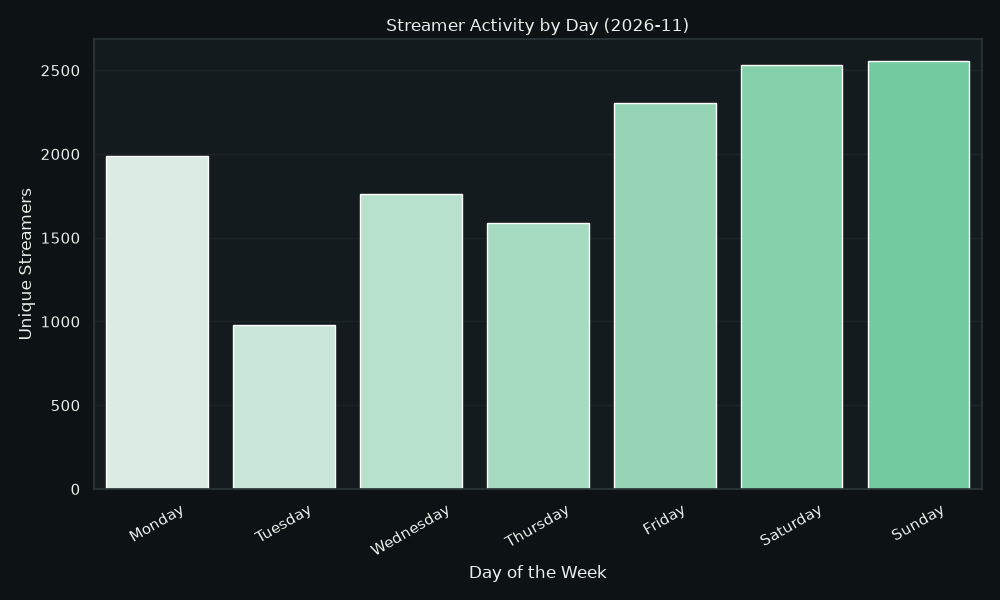 Streamer Activity by Day (2026-11)
2500
2000
1500
1000
500
0
Unique Streamers
Monday
Tuesday
Wednesday
Thursday
Friday
Saturday
Sunday
Day of the Week